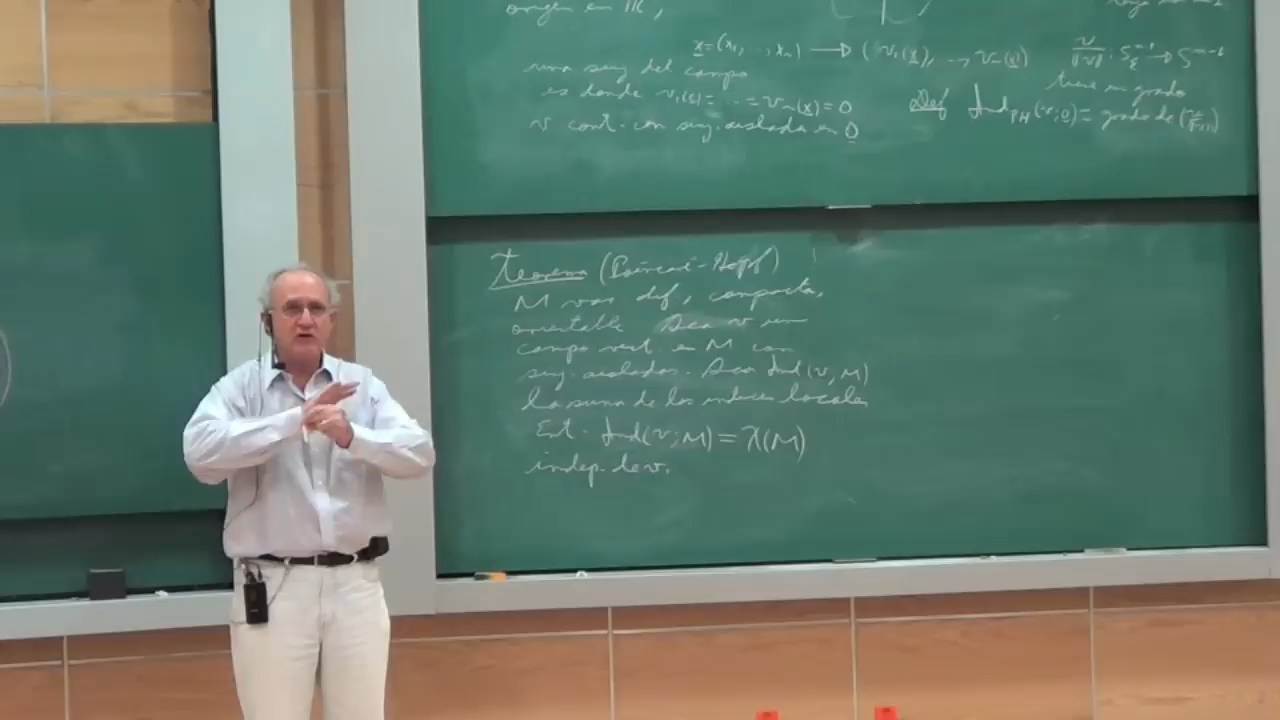 origen en ℝⁿ,
x=(x₁, …, xₙ) ⟶ (v₁(x), … vₙ(x))
una sing del campo
es donde v₁(x)= … = vₙ(x)=0
v cont. con sing. aislada en 0
v/‖v‖ : S_ε^{n-1} → S^{n-1}
tiene un grado
Def Ind_PH(v;0)= grado de (v/‖v‖)
Teorema (Poincaré-Hopf)
M var dif, compacta,
orientable Sea v un
campo vect. en M con
sing. aisladas. Sea Ind(v, M)
la suma de los indices locales
Ent. Ind(v;M) = χ(M)
indep. de v.